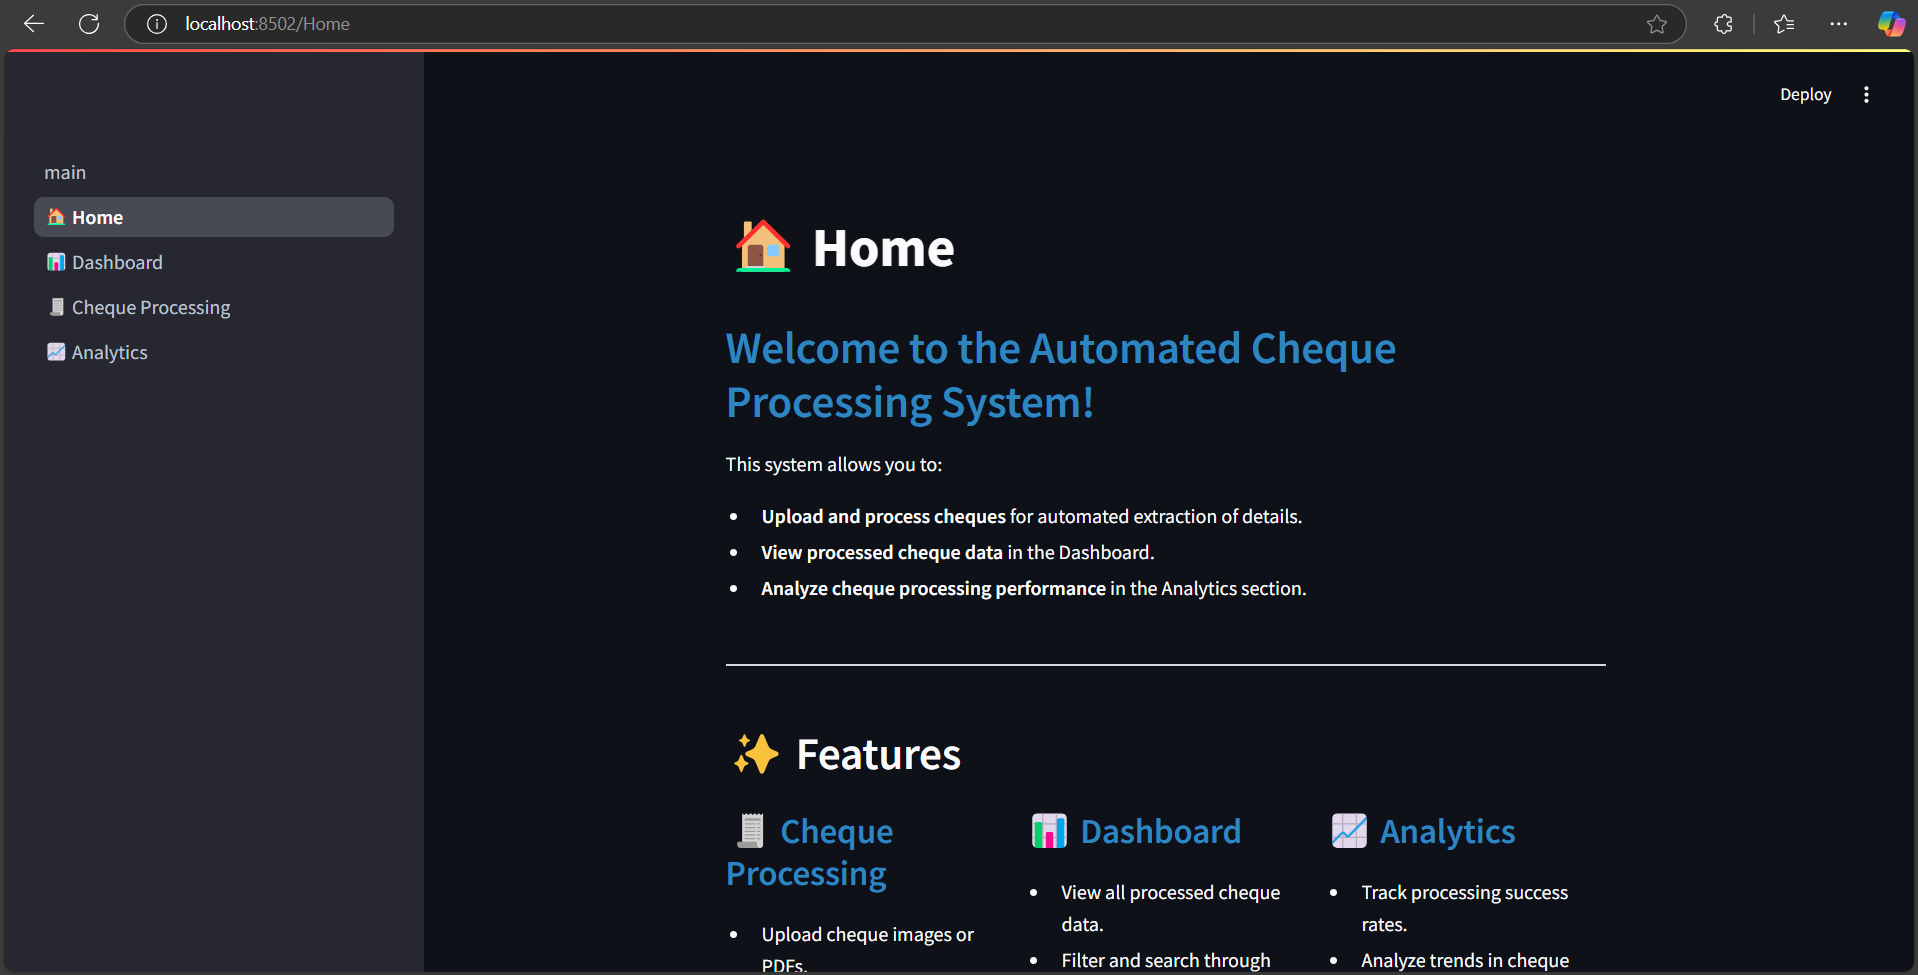 localhost:8502/Home
Deploy
main
Home
Dashboard
Cheque Processing
Analytics
Home
Welcome to the Automated Cheque
Processing System!
This system allows you to:
Upload and process cheques for automated extraction of details.
View processed cheque data in the Dashboard.
Analyze cheque processing performance in the Analytics section.
Features
Cheque
Processing
Upload cheque images or
PDFs.
Dashboard
View all processed cheque
data.
Filter and search through
Analytics
Track processing success
rates.
Analyze trends in cheque